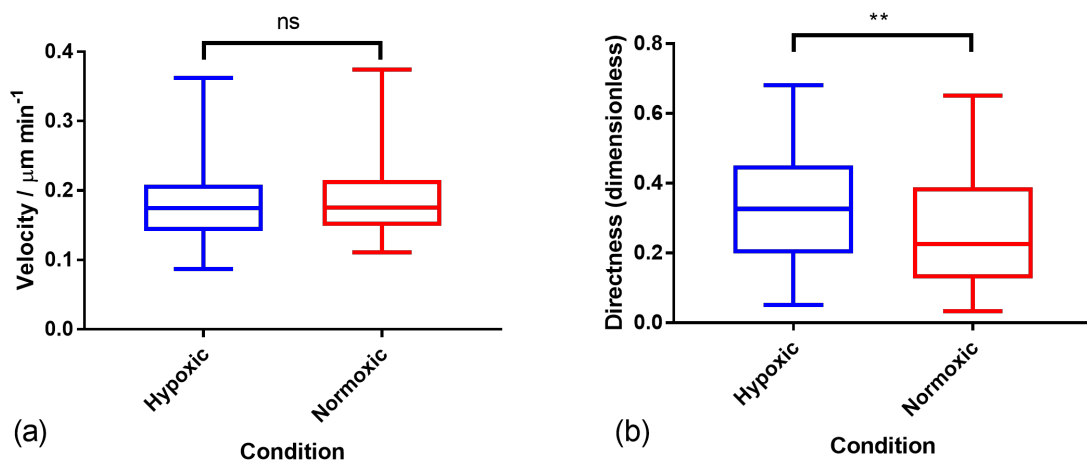 ns
Velocity / μm min⁻¹
0.4
0.3
0.2
0.1
0.0
Hypoxic
Normoxic
Condition
(a)
**
Directness (dimensionless)
0.8
0.6
0.4
0.2
0.0
Hypoxic
Normoxic
Condition
(b)